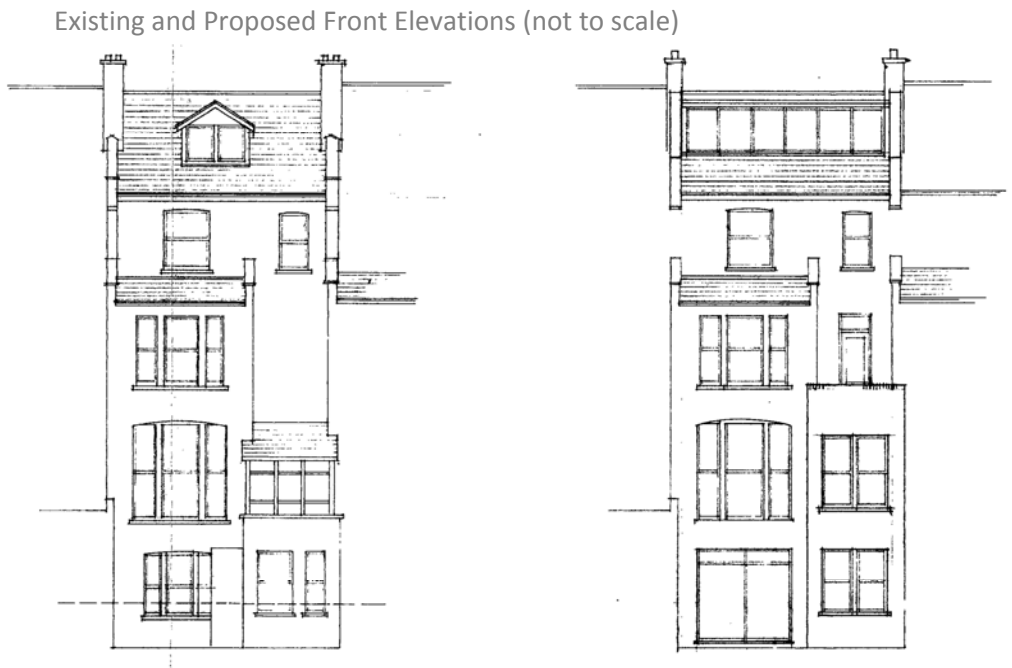 Existing and Proposed Front Elevations (not to scale)